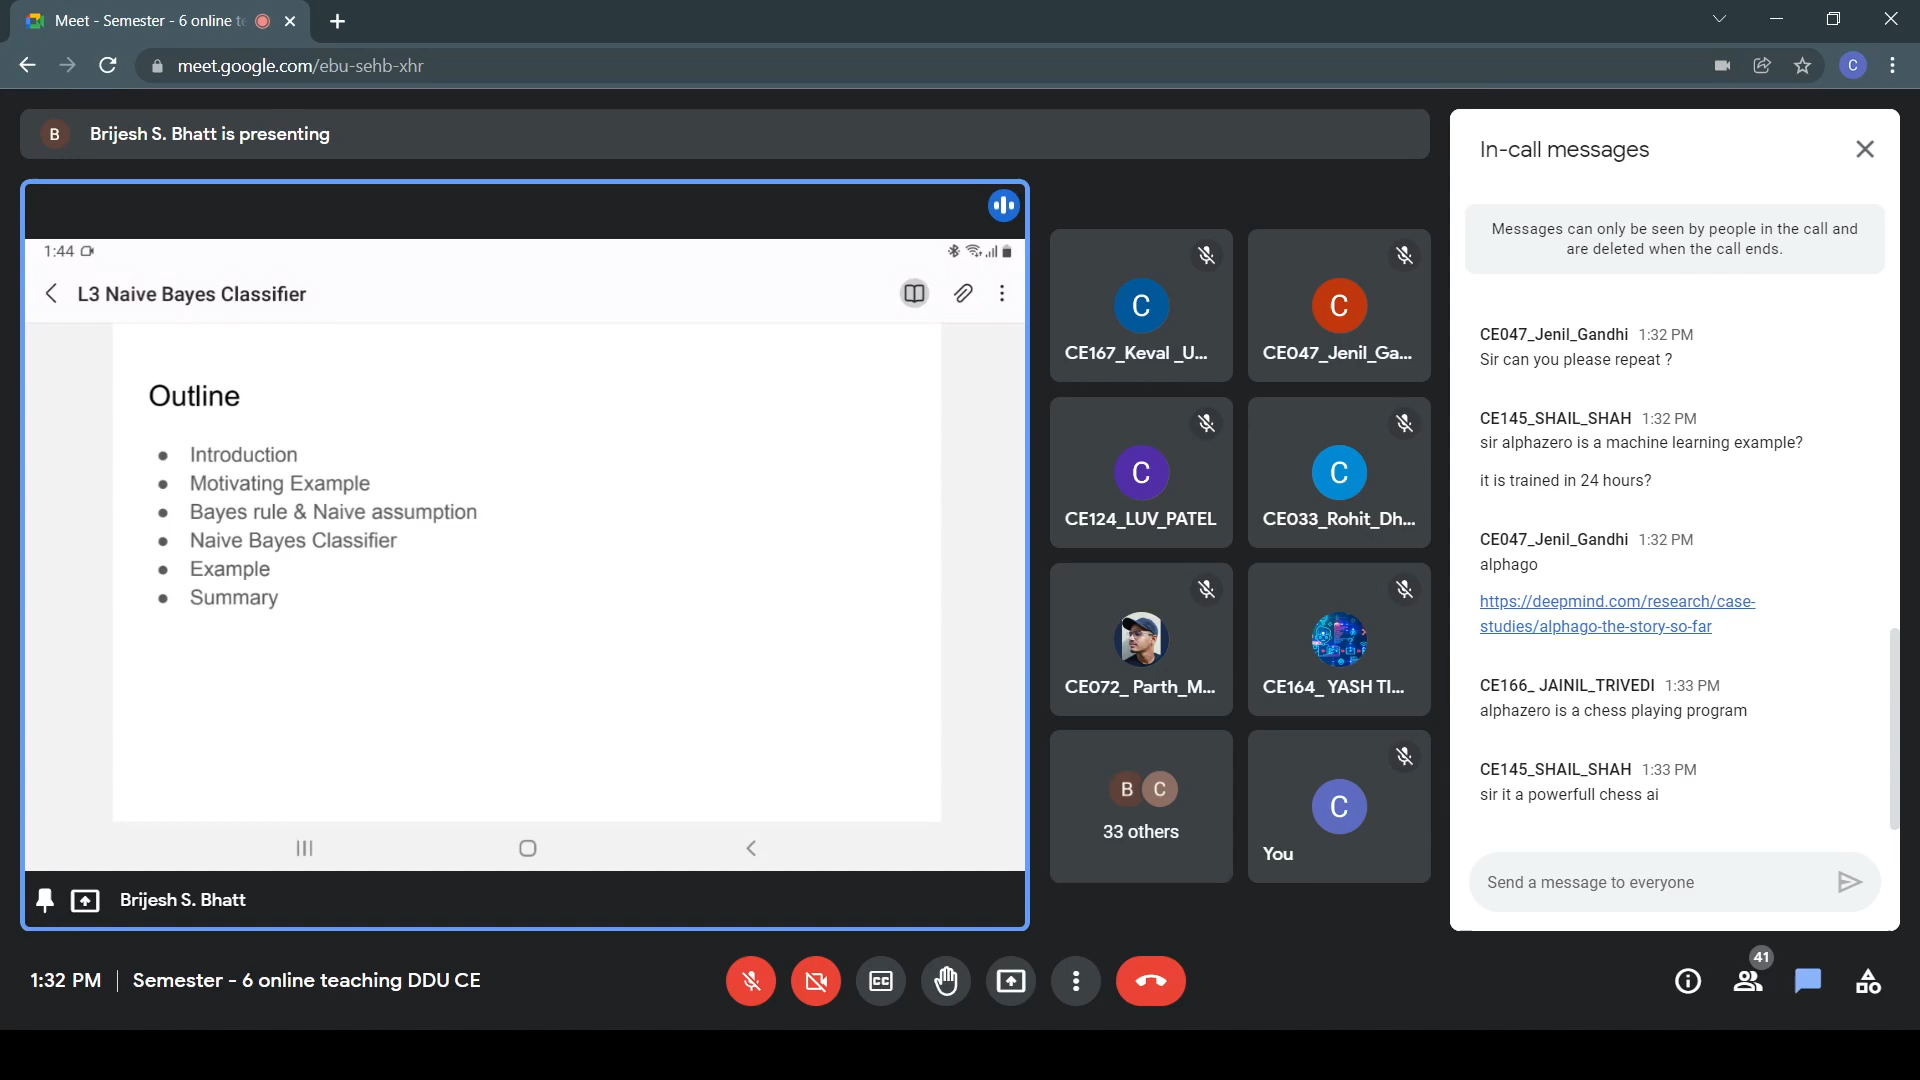 Meet - Semester - 6 online te
meet.google.com/ebu-sehb-xhr
C
B
Brijesh S. Bhatt is presenting
1:44
L3 Naive Bayes Classifier
Outline
Introduction
Motivating Example
Bayes rule & Naive assumption
Naive Bayes Classifier
Example
Summary
Brijesh S. Bhatt
C
CE167_Keval _U...
C
CE047_Jenil_Ga...
C
CE124_LUV_PATEL
C
CE033_Rohit_Dh...
CE072_ Parth_M...
CE164_ YASH TI...
B C
33 others
C
You
In-call messages
Messages can only be seen by people in the call and
are deleted when the call ends.
CE047_Jenil_Gandhi 1:32 PM
Sir can you please repeat ?
CE145_SHAIL_SHAH 1:32 PM
sir alphazero is a machine learning example?
it is trained in 24 hours?
CE047_Jenil_Gandhi 1:32 PM
alphago
https://deepmind.com/research/case-
studies/alphago-the-story-so-far
CE166_ JAINIL_TRIVEDI 1:33 PM
alphazero is a chess playing program
CE145_SHAIL_SHAH 1:33 PM
sir it a powerfull chess ai
Send a message to everyone
1:32 PM Semester - 6 online teaching DDU CE
CC
41